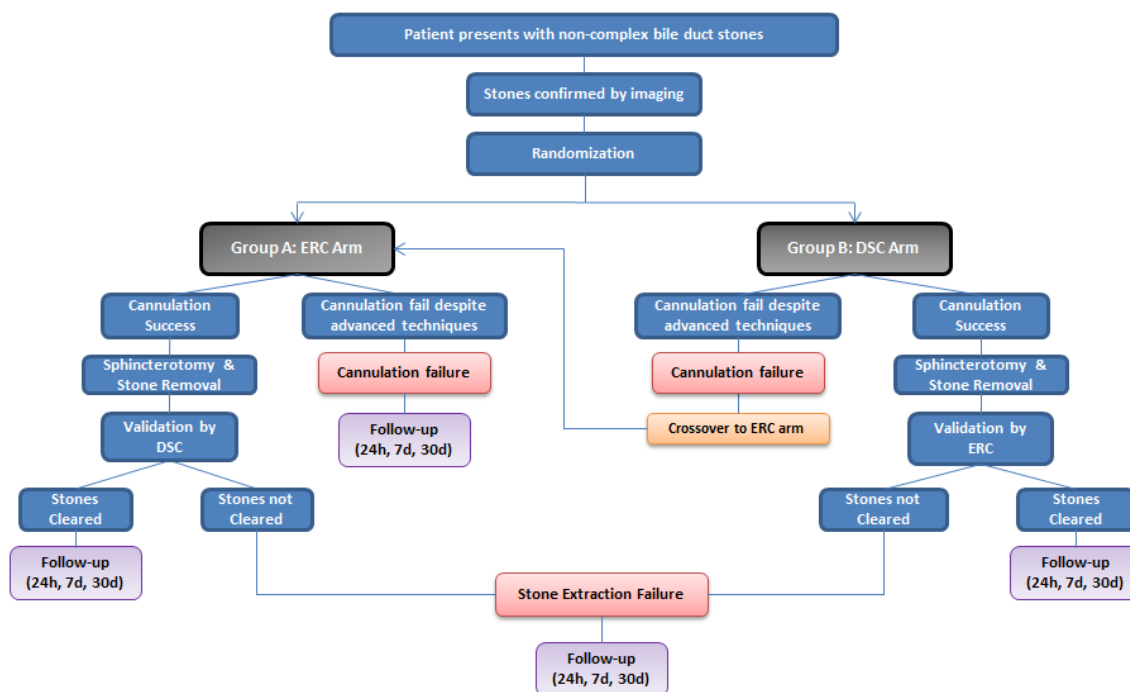 Patient presents with non-complex bile duct stones
Stones confirmed by imaging
Randomization
Group A: ERC Arm
Group B: DSC Arm
Cannulation
Success
Cannulation fail despite
advanced techniques
Cannulation fail despite
advanced techniques
Cannulation
Success
Sphincterotomy &
Stone Removal
Cannulation failure
Cannulation failure
Sphincterotomy &
Stone Removal
Validation by
DSC
Follow-up
(24h, 7d, 30d)
Crossover to ERC arm
Validation by
ERC
Stones
Cleared
Stones not
Cleared
Stones not
Cleared
Stones
Cleared
Follow-up
(24h, 7d, 30d)
Stone Extraction Failure
Follow-up
(24h, 7d, 30d)
Follow-up
(24h, 7d, 30d)